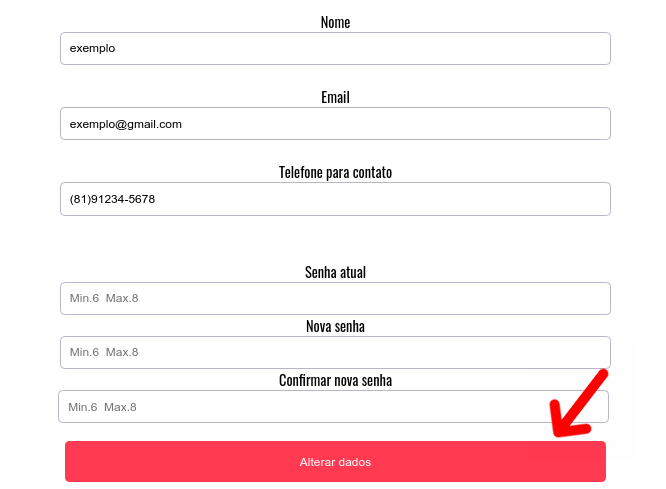 Nome
exemplo
Email
exemplo@gmail.com
Telefone para contato
(81)91234-5678
Senha atual
Min.6  Max.8
Nova senha
Min.6  Max.8
Confirmar nova senha
Min.6  Max.8
Alterar dados